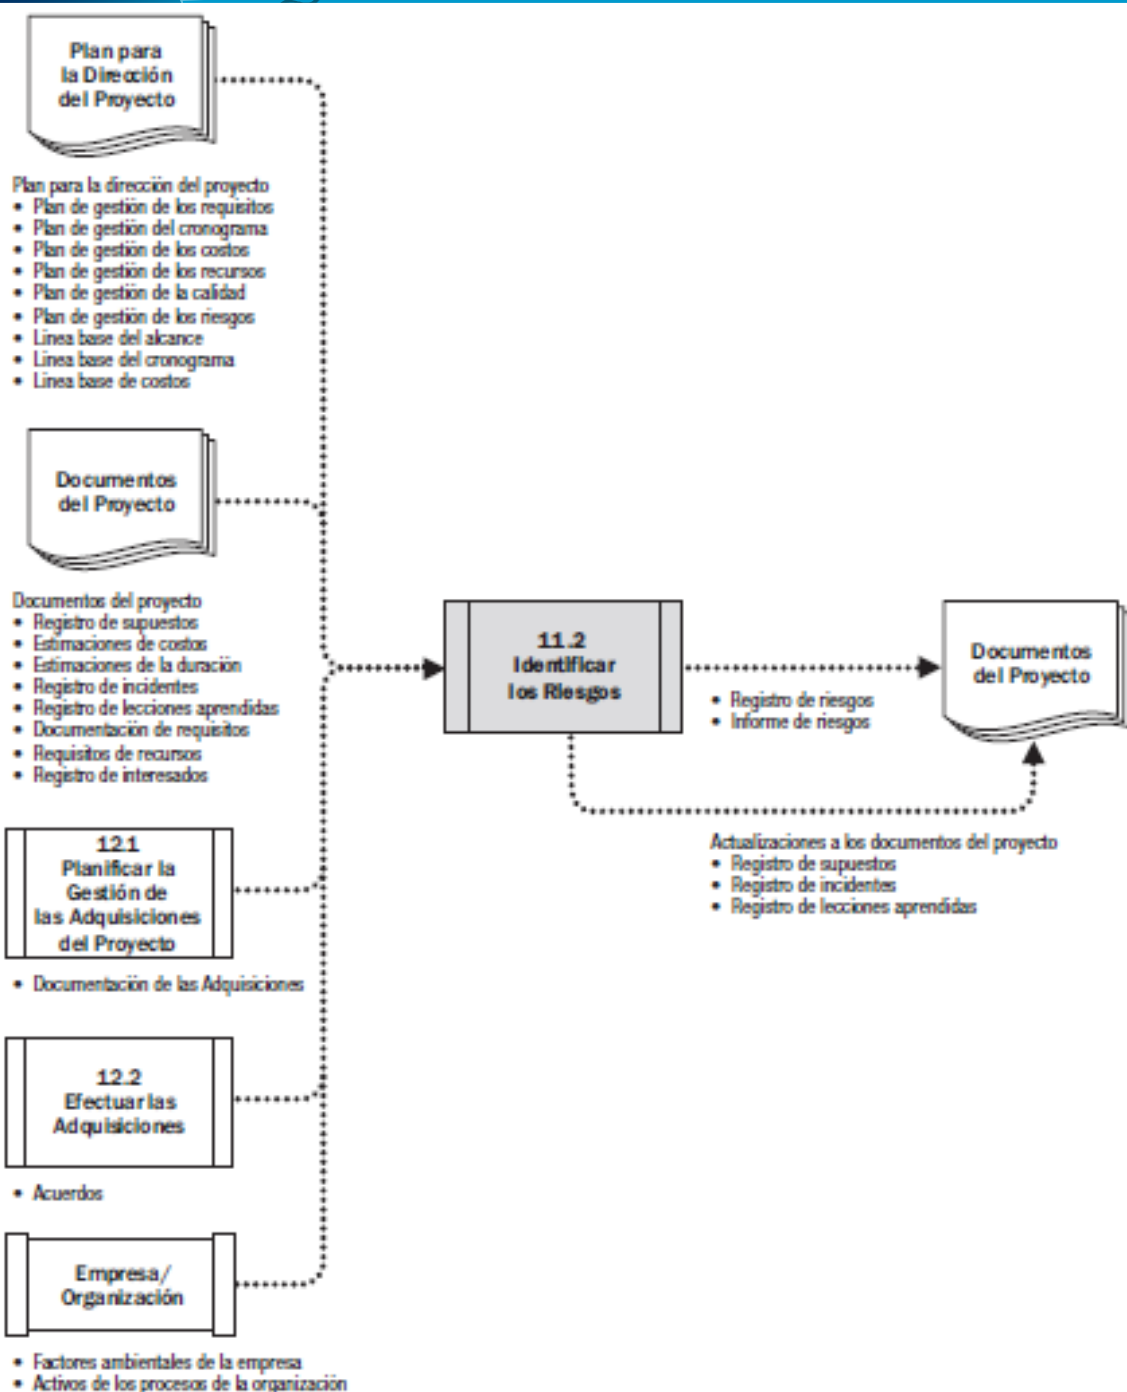 Plan para
la Dirección
del Proyecto
Plan para la dirección del proyecto
• Plan de gestión de los requisitos
• Plan de gestión del cronograma
• Plan de gestión de los costos
• Plan de gestión de los recursos
• Plan de gestión de la calidad
• Plan de gestión de los riesgos
• Línea base del alcance
• Línea base del cronograma
• Línea base de costos
Documentos
del Proyecto
Documentos del proyecto
• Registro de supuestos
• Estimaciones de costos
• Estimaciones de la duración
• Registro de incidentes
• Registro de lecciones aprendidas
• Documentación de requisitos
• Requisitos de recursos
• Registro de interesados
12.1
Planificar la
Gestión de
las Adquisiciones
del Proyecto
• Documentación de las Adquisiciones
12.2
Efectuar las
Adquisiciones
• Acuerdos
Empresa/
Organización
• Factores ambientales de la empresa
• Activos de los procesos de la organización
11.2
Identificar
los Riesgos
• Registro de riesgos
• Informe de riesgos
Documentos
del Proyecto
Actualizaciones a los documentos del proyecto
• Registro de supuestos
• Registro de incidentes
• Registro de lecciones aprendidas